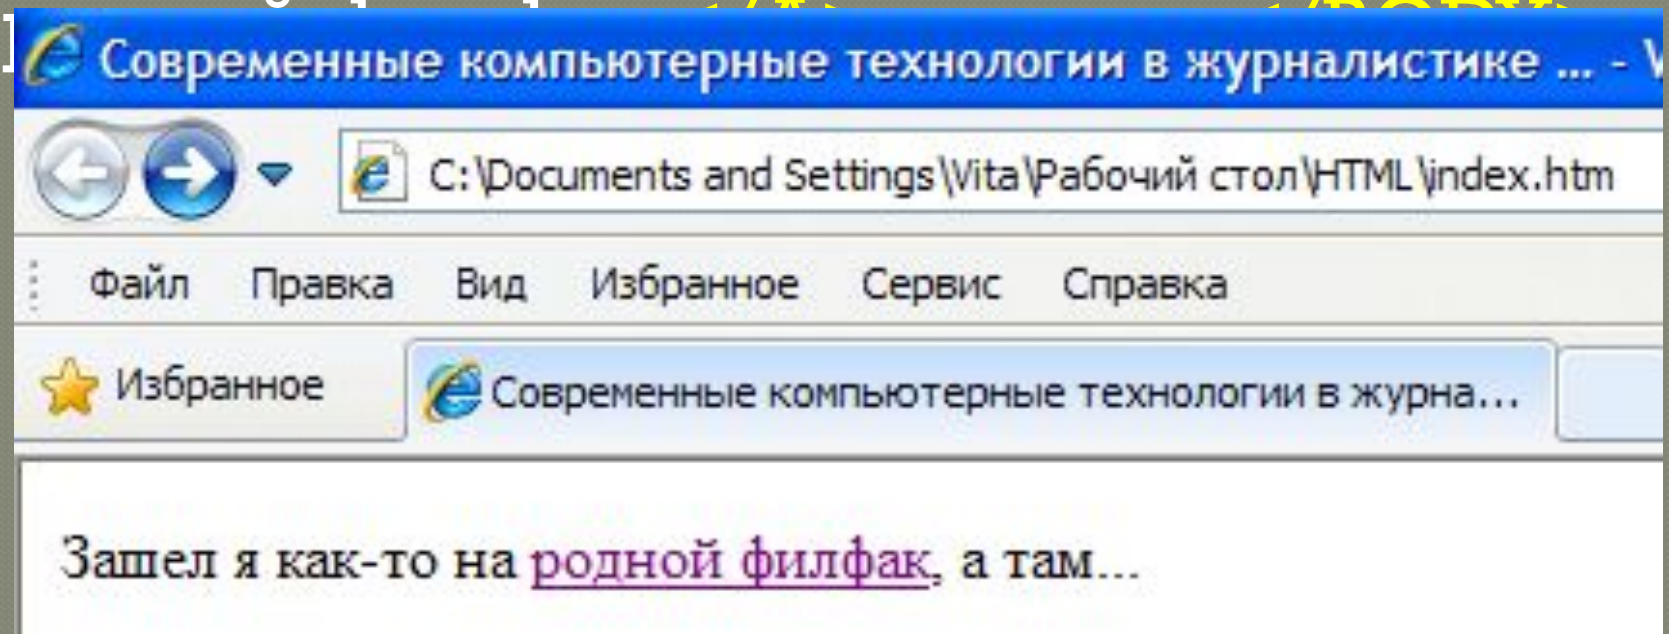 Современные компьютерные технологии в журналистике ... -
C:\Documents and Settings\Vita\Рабочий стол\HTML\index.htm
Файл Правка Вид Избранное Сервис Справка
Избранное Современные компьютерные технологии в журна...
Зашел я как-то на родной филфак, а там...